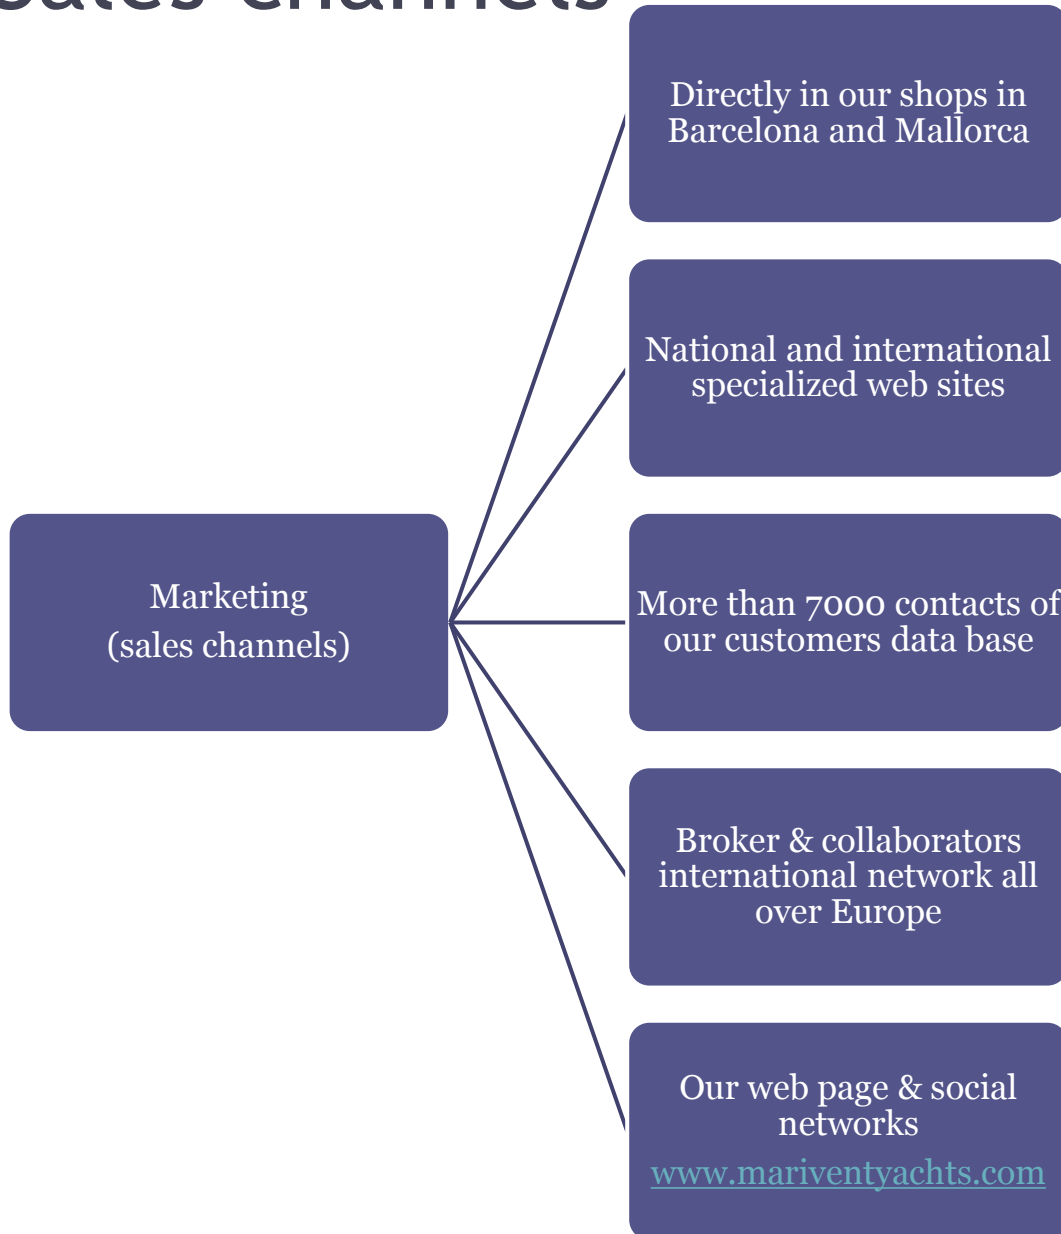 Sales channels
Directly in our shops in
Barcelona and Mallorca
National and international
specialized web sites
Marketing
(sales channels)
More than 7000 contacts of
our customers data base
Broker & collaborators
international network all
over Europe
Our web page & social
networks
www.mariventyachts.com